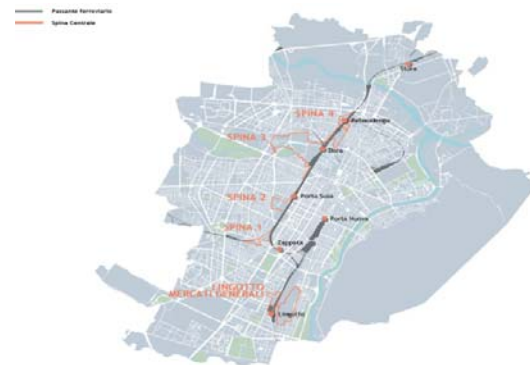 Passante ferroviario
Spina Centrale
Stura
SPINA 4
Rebaudengo
SPINA 3
Dora
SPINA 2
Porta Susa
Porta Nuova
SPINA 1
Zappata
LINGOTTO
MERCATI GENERALI
Lingotto